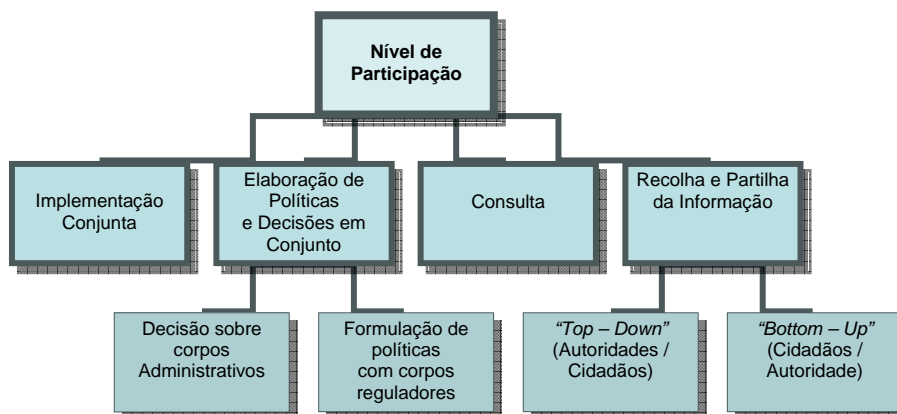 Nível de
Participação
Implementação
Conjunta
Elaboração de
Políticas
e Decisões em
Conjunto
Consulta
Recolha e Partilha
da Informação
Decisão sobre
corpos
Administrativos
Formulação de
políticas
com corpos
reguladores
“Top – Down”
(Autoridades /
Cidadãos)
“Bottom – Up”
(Cidadãos /
Autoridade)